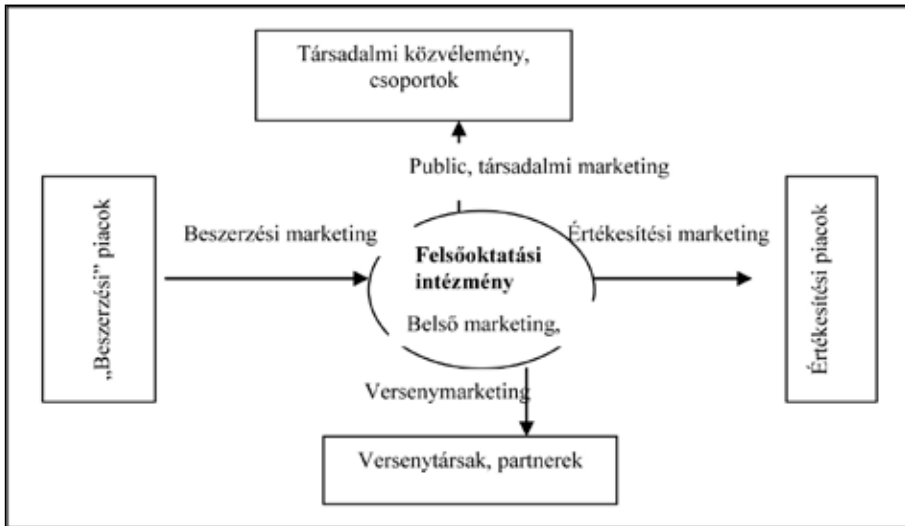 Társadalmi közvélemény,
csoportok
Public, társadalmi marketing
„Beszerzési” piacok
Beszerzési marketing
Felsőoktatási
intézmény
Belső marketing,
Értékesítési marketing
Értékesítési piacok
Versenymarketing
Versenytársak, partnerek